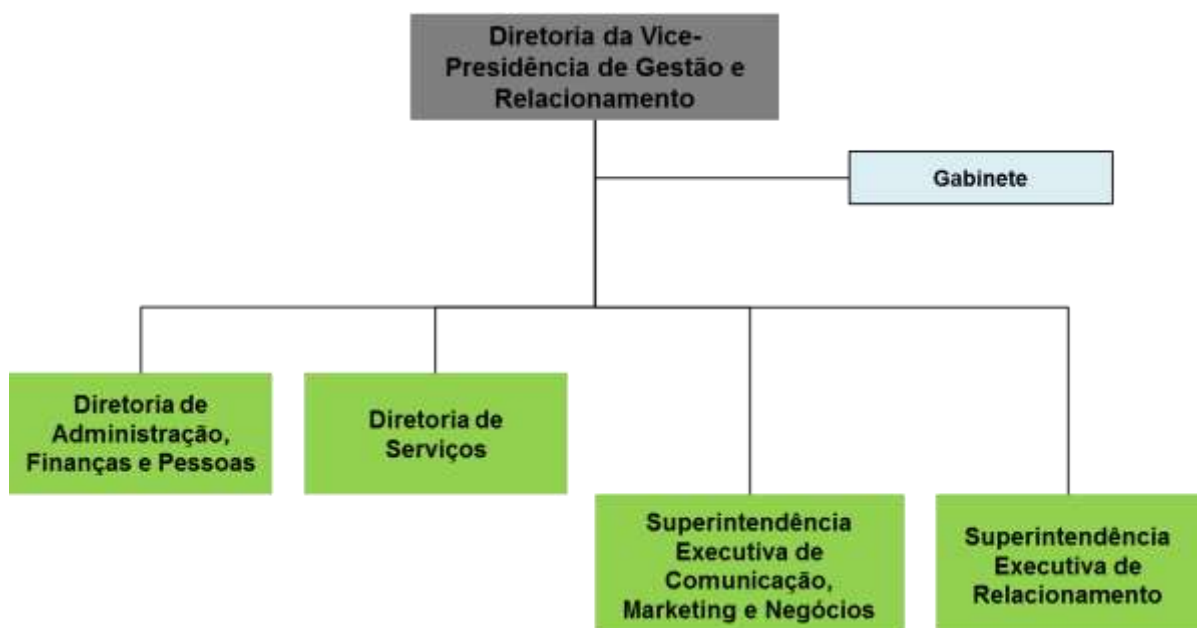 Diretoria da Vice-
Presidência de Gestão e
Relacionamento
Gabinete
Diretoria de
Administração,
Finanças e Pessoas
Diretoria de
Serviços
Superintendência
Executiva de
Comunicação,
Marketing e Negócios
Superintendência
Executiva de
Relacionamento